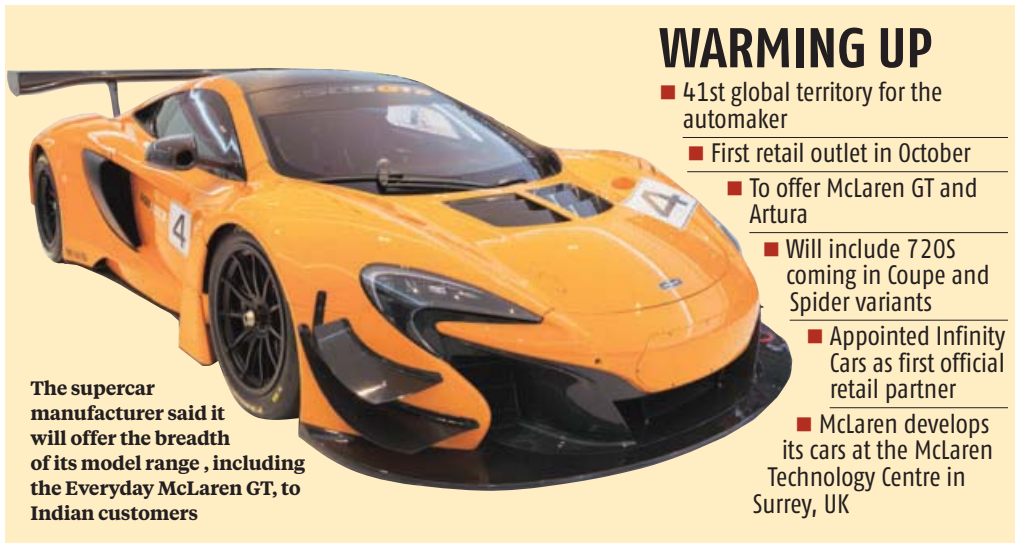 WARMING UP
■ 41st global territory for the
automaker
■ First retail outlet in October
■ To offer McLaren GT and
Artura
■ Will include 720S
coming in Coupe and
Spider variants
■ Appointed Infinity
Cars as first official
retail partner
■ McLaren develops
its cars at the McLaren
Technology Centre in
Surrey, UK
4
4
The supercar
manufacturer said it
will offer the breadth
of its model range , including
the Everyday McLaren GT, to
Indian customers